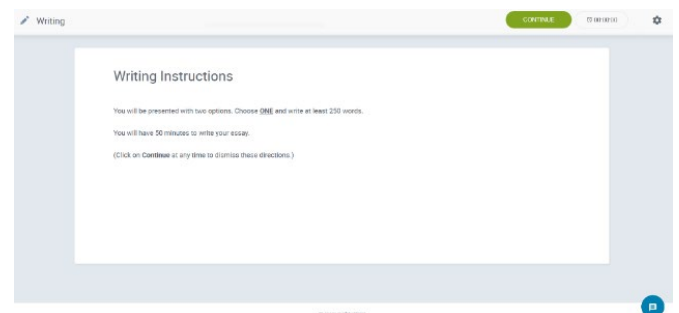 Writing
CONTINUE
Writing Instructions
You will be presented with two options. Choose ONE and write at least 250 words.
You will have 50 minutes to write your essay.
(Click on Continue at any time to dismiss these directions.)